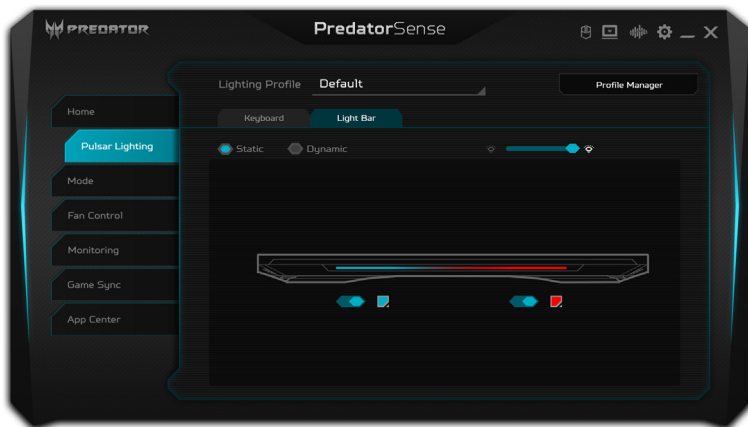 PREDATOR
PredatorSense
Lighting Profile Default
Profile Manager
Home
Keyboard
Light Bar
Pulsar Lighting
Static
Dynamic
Mode
Fan Control
Monitoring
Game Sync
App Center